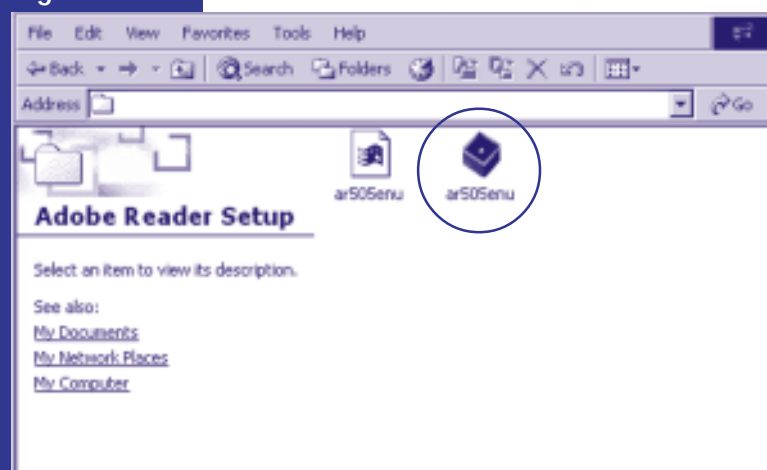 File Edit View Favorites Tools Help
Back Search Folders
Address Go
ar505enu ar505enu
Adobe Reader Setup
Select an item to view its description.
See also:
My Documents
My Network Places
My Computer